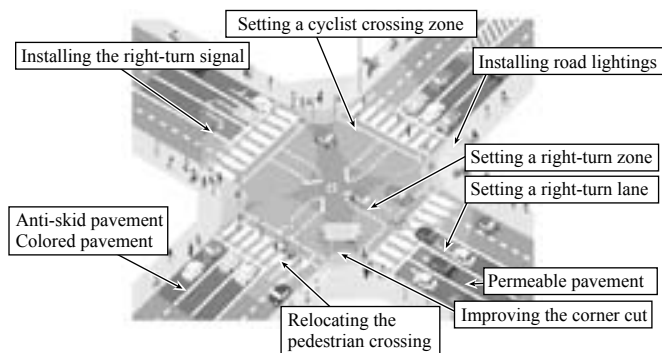 Setting a cyclist crossing zone
Installing the right-turn signal
Installing road lightings
Setting a right-turn zone
Setting a right-turn lane
Anti-skid pavement
Colored pavement
Permeable pavement
Relocating the
pedestrian crossing
Improving the corner cut